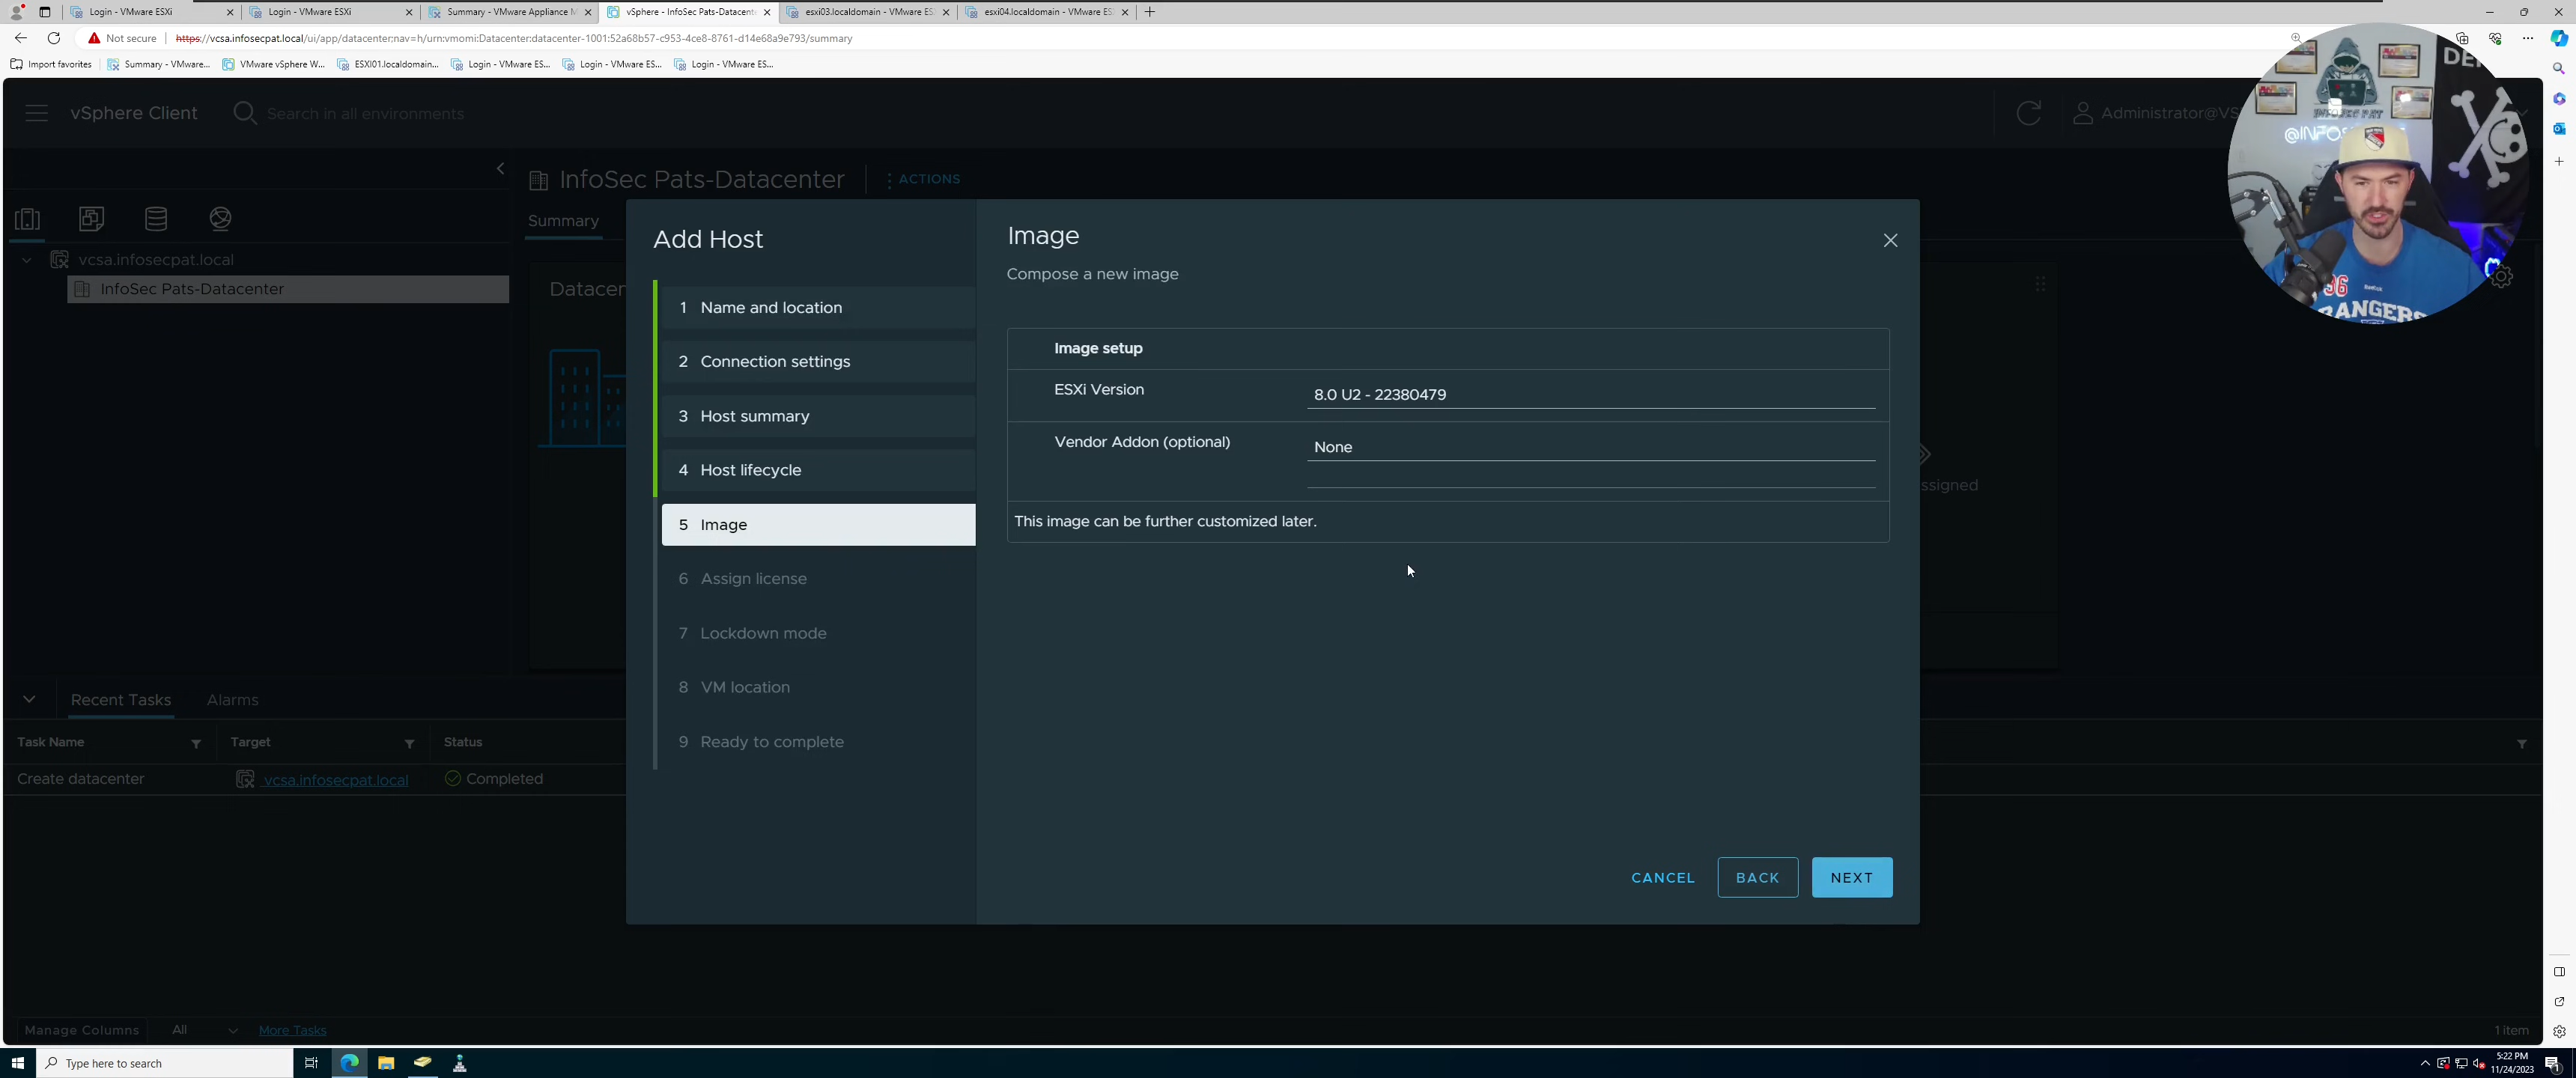 Login - VMware ESXi
Login - VMware ESXi
Summary - VMware Appliance M
vSphere - InfoSec Pats-Datacente
esxi03.localdomain - VMware ES
esxi04.localdomain - VMware ES
Not secure
https://vcsa.infosecpat.local/ui/app/datacenter;nav=h/urn:vmomi:Datacenter:datacenter-1001:52a68b57-c953-4ce8-8761-d14e68a9e793/summary
Import favorites
Summary - VMware...
VMware vSphere W...
ESXI01.localdomain...
Login - VMware ES...
Login - VMware ES...
Login - VMware ES...
vSphere Client
Search in all environments
Administrator@VS
InfoSec Pats-Datacenter
ACTIONS
Summary
vcsa.infosecpat.local
InfoSec Pats-Datacenter
Datacen
Add Host
1 Name and location
2 Connection settings
3 Host summary
4 Host lifecycle
5 Image
6 Assign license
7 Lockdown mode
8 VM location
9 Ready to complete
Image
Compose a new image
Image setup
ESXi Version
8.0 U2 - 22380479
Vendor Addon (optional)
None
This image can be further customized later.
CANCEL
BACK
NEXT
ssigned
Recent Tasks
Alarms
Task Name
Target
Status
Create datacenter
vcsa.infosecpat.local
Completed
Manage Columns
All
More Tasks
1 item
INFOSEC PAT
@INFOS
DE
96
Reebok
RANGERS
Type here to search
5:22 PM
11/24/2023
1